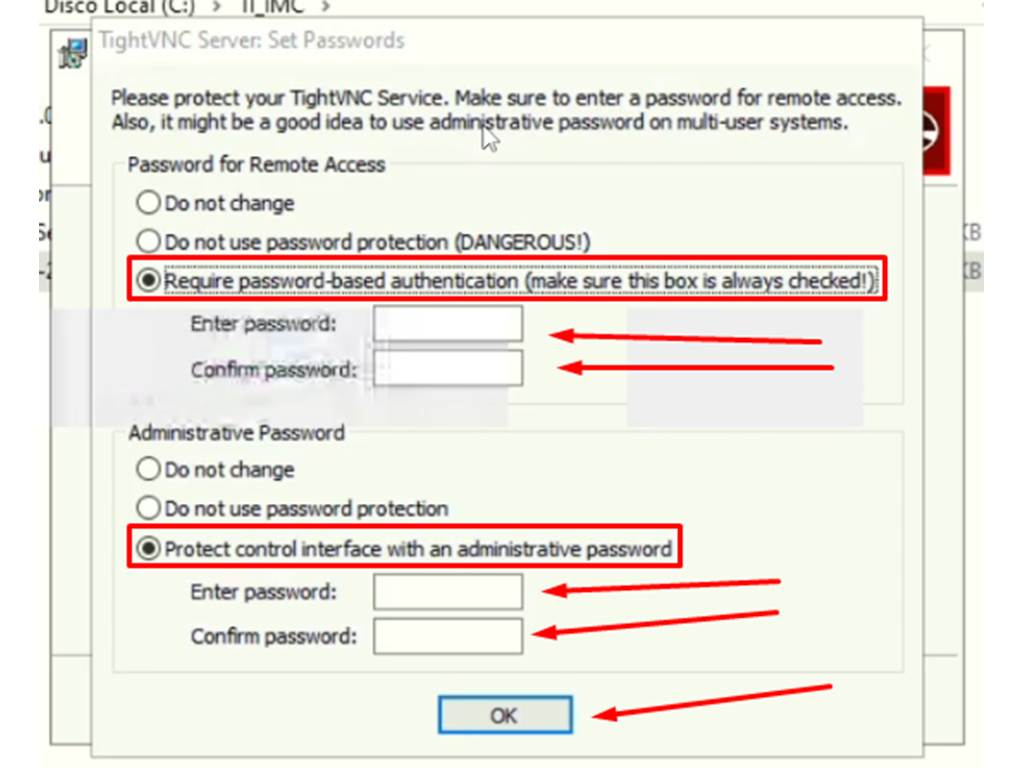 Disco Local (C:) > TI_IMC >
TightVNC Server: Set Passwords
Please protect your TightVNC Service. Make sure to enter a password for remote access.
Also, it might be a good idea to use administrative password on multi-user systems.
Password for Remote Access
Do not change
Do not use password protection (DANGEROUS!)
Require password-based authentication (make sure this box is always checked!)
Enter password:
Confirm password:
Administrative Password
Do not change
Do not use password protection
Protect control interface with an administrative password
Enter password:
Confirm password:
OK
KB
KB